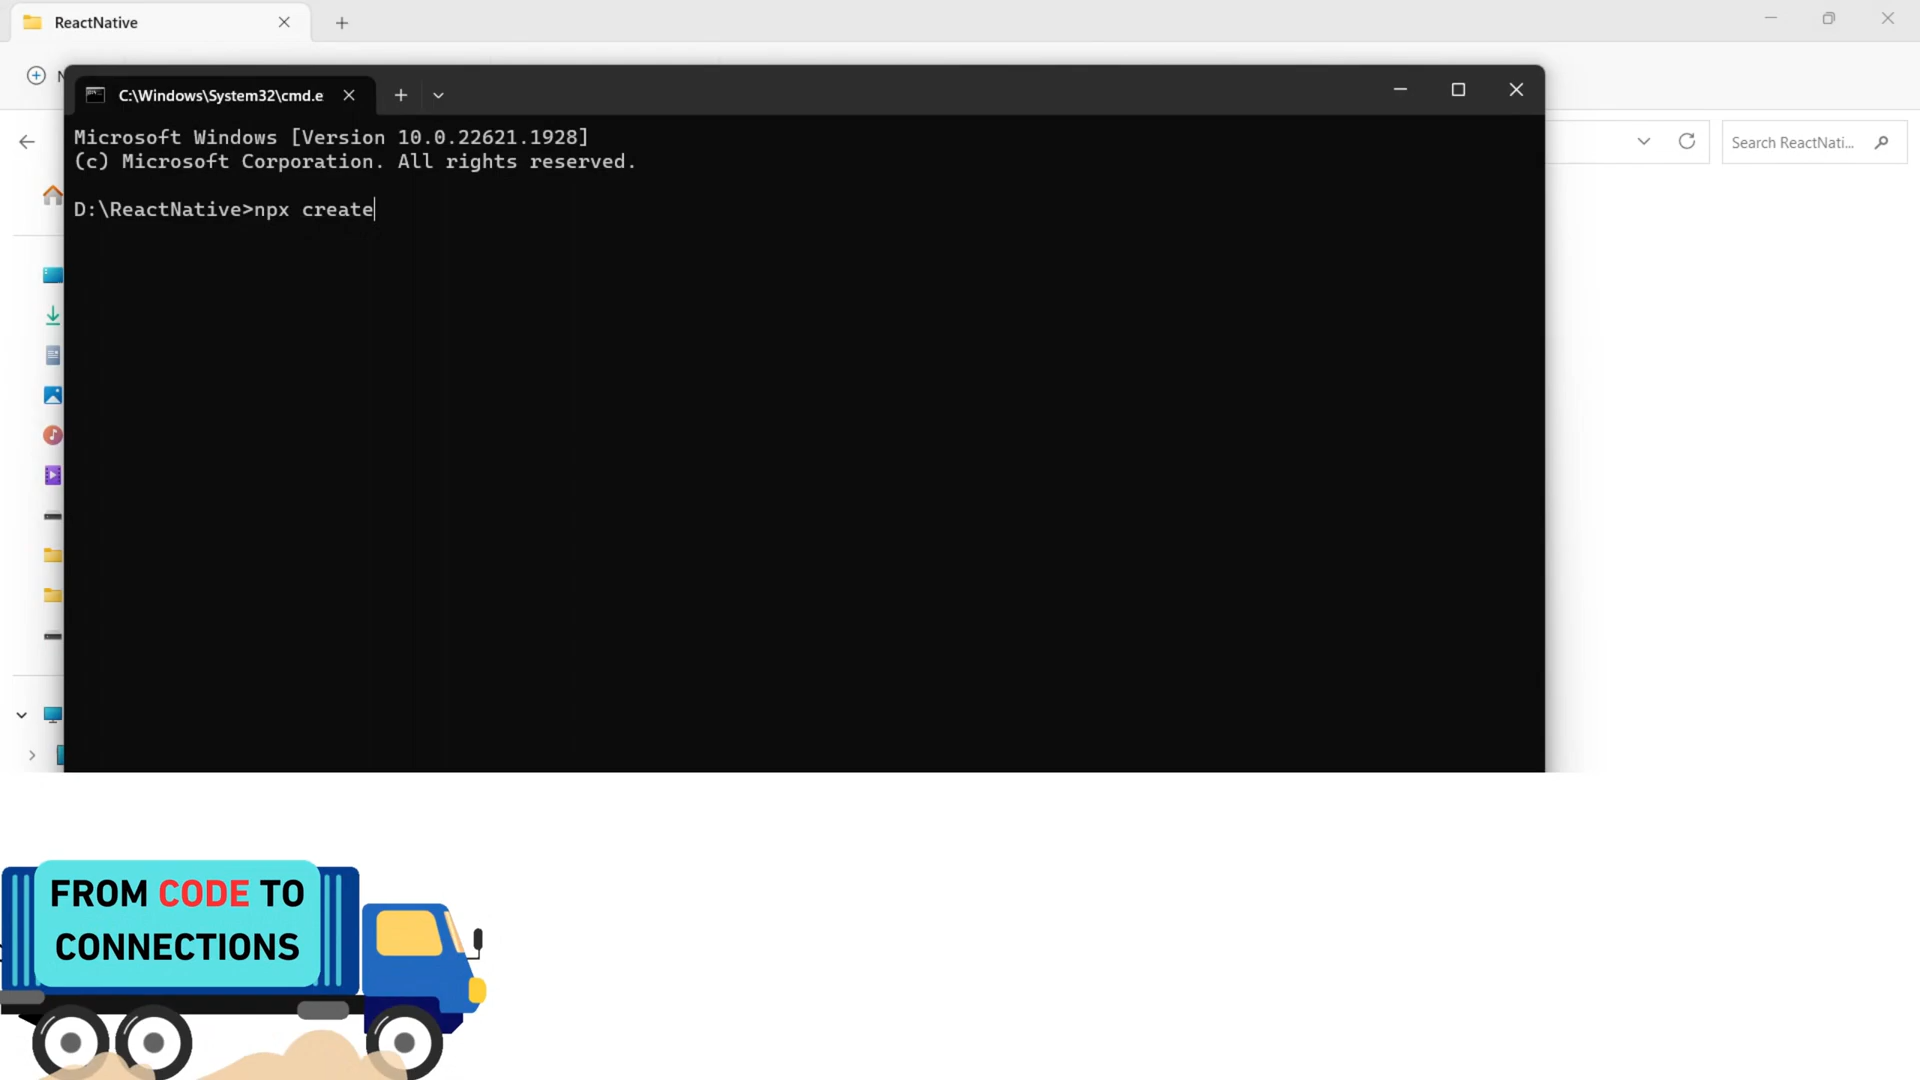 ReactNative
N
C:\Windows\System32\cmd.e
Microsoft Windows [Version 10.0.22621.1928]
(c) Microsoft Corporation. All rights reserved.
Search ReactNati...
D:\ReactNative>npx create
FROM CODE TO
CONNECTIONS